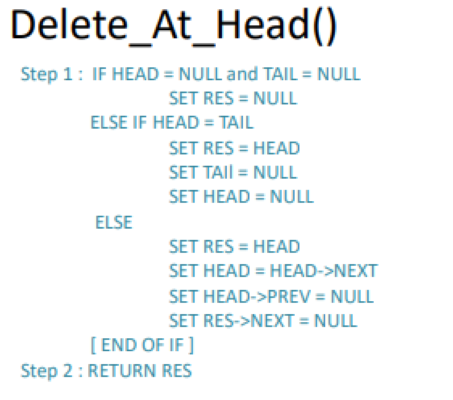 Delete_At_Head()
Step 1 : IF HEAD = NULL and TAIL = NULL
SET RES = NULL
ELSE IF HEAD = TAIL
SET RES = HEAD
SET TAIl = NULL
SET HEAD = NULL
ELSE
SET RES = HEAD
SET HEAD = HEAD->NEXT
SET HEAD->PREV = NULL
SET RES->NEXT = NULL
[ END OF IF ]
Step 2 : RETURN RES